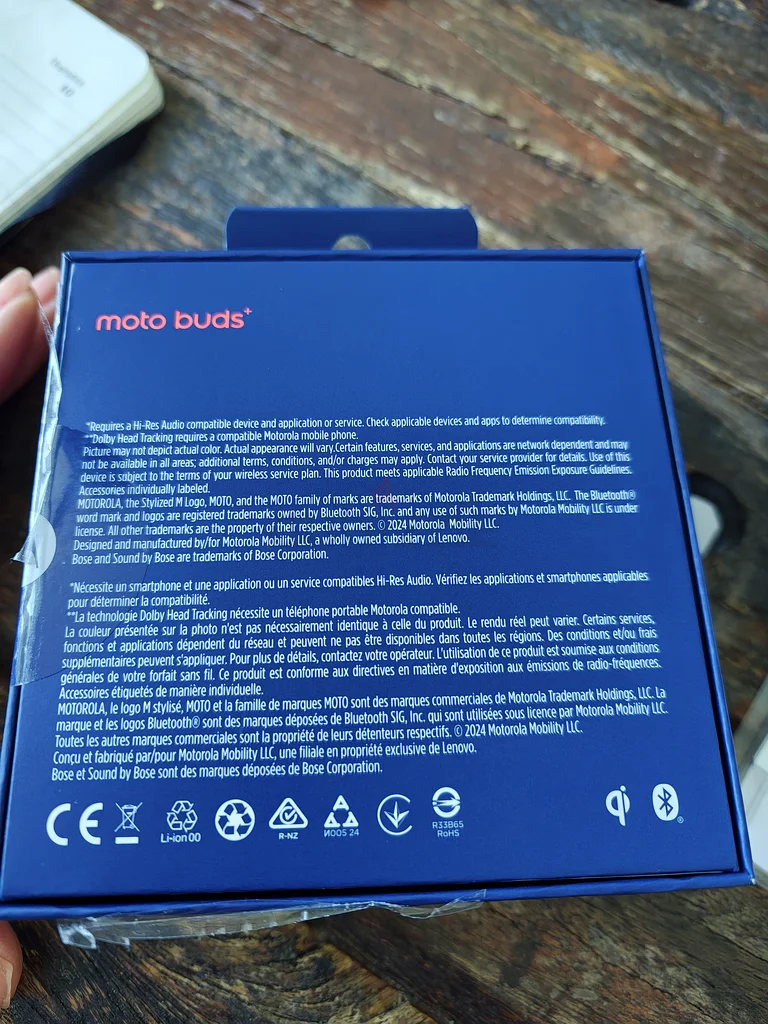 Thursday
10
moto buds+
*Requires a Hi-Res Audio compatible device and application or service. Check applicable devices and apps to determine compatibility.
**Dolby Head Tracking requires a compatible Motorola mobile phone.
Picture may not depict actual color. Actual appearance will vary.Certain features, services, and applications are network dependent and may
not be available in all areas; additional terms, conditions, and/or charges may apply. Contact your service provider for details. Use of this
device is subject to the terms of your wireless service plan. This product meets applicable Radio Frequency Emission Exposure Guidelines.
Accessories individually labeled.
MOTOROLA, the Stylized M Logo, MOTO, and the MOTO family of marks are trademarks of Motorola Trademark Holdings, LLC. The Bluetooth®
word mark and logos are registered trademarks owned by Bluetooth SIG, Inc. and any use of such marks by Motorola Mobility LLC is under
license. All other trademarks are the property of their respective owners. © 2024 Motorola Mobility LLC.
Designed and manufactured by/for Motorola Mobility LLC, a wholly owned subsidiary of Lenovo.
Bose and Sound by Bose are trademarks of Bose Corporation.
*Nécessite un smartphone et une application ou un service compatibles Hi-Res Audio. Vérifiez les applications et smartphones applicables
pour déterminer la compatibilité.
**La technologie Dolby Head Tracking nécessite un téléphone portable Motorola compatible.
La couleur présentée sur la photo n'est pas nécessairement identique à celle du produit. Le rendu réel peut varier. Certains services,
fonctions et applications dépendent du réseau et peuvent ne pas être disponibles dans toutes les régions. Des conditions et/ou frais
supplémentaires peuvent s'appliquer. Pour plus de détails, contactez votre opérateur. L'utilisation de ce produit est soumise aux conditions
générales de votre forfait sans fil. Ce produit est conforme aux directives en matière d'exposition aux émissions de radio-fréquences.
Accessoires étiquetés de manière individuelle.
MOTOROLA, le logo M stylisé, MOTO et la famille de marques MOTO sont des marques commerciales de Motorola Trademark Holdings, LLC. La
marque et les logos Bluetooth® sont des marques déposées de Bluetooth SIG, Inc. qui sont utilisées sous licence par Motorola Mobility LLC.
Toutes les autres marques commerciales sont la propriété de leurs détenteurs respectifs. © 2024 Motorola Mobility LLC.
Conçu et fabriqué par/pour Motorola Mobility LLC, une filiale en propriété exclusive de Lenovo.
Bose et Sound by Bose sont des marques déposées de Bose Corporation.
CE
Li-ion 00
R-NZ
И005 24
R33B65
RoHS
qi
®